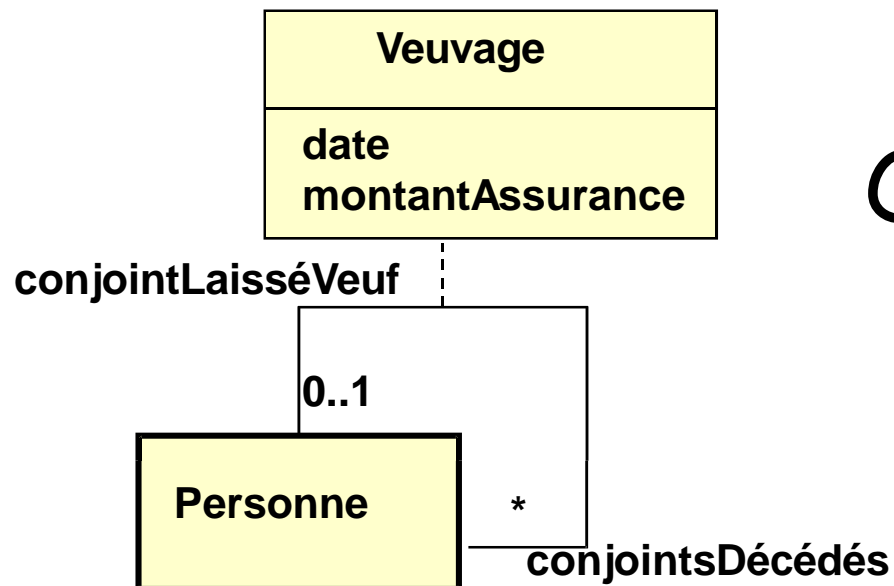 Veuvage
date
montantAssurance
conjointLaisséVeuf
0..1
Personne
*
conjointsDécédés